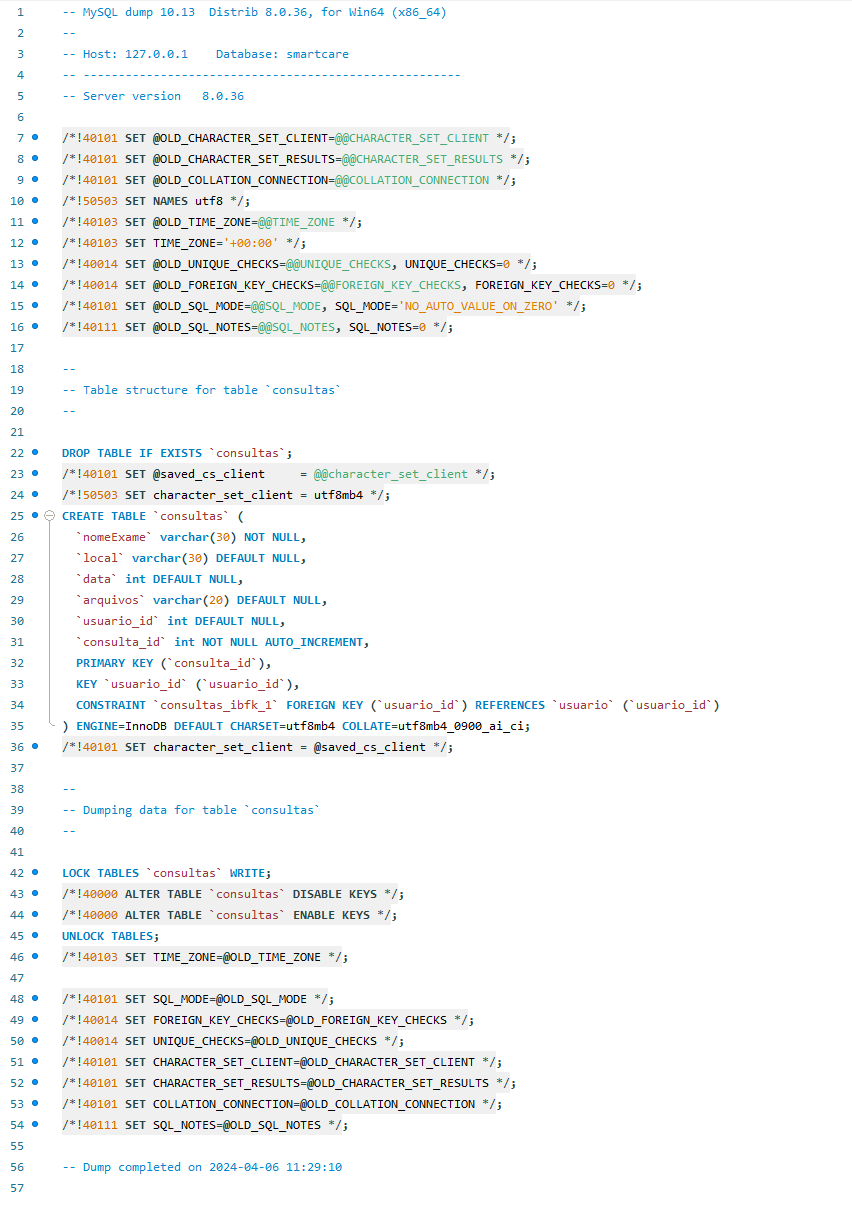 1 -- MySQL dump 10.13  Distrib 8.0.36, for Win64 (x86_64)
2 --
3 -- Host: 127.0.0.1    Database: smartcare
4 -- ------------------------------------------------------
5 -- Server version	8.0.36
6
7 /*!40101 SET @OLD_CHARACTER_SET_CLIENT=@@CHARACTER_SET_CLIENT */;
8 /*!40101 SET @OLD_CHARACTER_SET_RESULTS=@@CHARACTER_SET_RESULTS */;
9 /*!40101 SET @OLD_COLLATION_CONNECTION=@@COLLATION_CONNECTION */;
10 /*!50503 SET NAMES utf8 */;
11 /*!40103 SET @OLD_TIME_ZONE=@@TIME_ZONE */;
12 /*!40103 SET TIME_ZONE='+00:00' */;
13 /*!40014 SET @OLD_UNIQUE_CHECKS=@@UNIQUE_CHECKS, UNIQUE_CHECKS=0 */;
14 /*!40014 SET @OLD_FOREIGN_KEY_CHECKS=@@FOREIGN_KEY_CHECKS, FOREIGN_KEY_CHECKS=0 */;
15 /*!40101 SET @OLD_SQL_MODE=@@SQL_MODE, SQL_MODE='NO_AUTO_VALUE_ON_ZERO' */;
16 /*!40111 SET @OLD_SQL_NOTES=@@SQL_NOTES, SQL_NOTES=0 */;
17
18 --
19 -- Table structure for table `consultas`
20 --
21
22 DROP TABLE IF EXISTS `consultas`;
23 /*!40101 SET @saved_cs_client     = @@character_set_client */;
24 /*!50503 SET character_set_client = utf8mb4 */;
25 CREATE TABLE `consultas` (
26   `nomeExame` varchar(30) NOT NULL,
27   `local` varchar(30) DEFAULT NULL,
28   `data` int DEFAULT NULL,
29   `arquivos` varchar(20) DEFAULT NULL,
30   `usuario_id` int DEFAULT NULL,
31   `consulta_id` int NOT NULL AUTO_INCREMENT,
32   PRIMARY KEY (`consulta_id`),
33   KEY `usuario_id` (`usuario_id`),
34   CONSTRAINT `consultas_ibfk_1` FOREIGN KEY (`usuario_id`) REFERENCES `usuario` (`usuario_id`)
35 ) ENGINE=InnoDB DEFAULT CHARSET=utf8mb4 COLLATE=utf8mb4_0900_ai_ci;
36 /*!40101 SET character_set_client = @saved_cs_client */;
37
38 --
39 -- Dumping data for table `consultas`
40 --
41
42 LOCK TABLES `consultas` WRITE;
43 /*!40000 ALTER TABLE `consultas` DISABLE KEYS */;
44 /*!40000 ALTER TABLE `consultas` ENABLE KEYS */;
45 UNLOCK TABLES;
46 /*!40103 SET TIME_ZONE=@OLD_TIME_ZONE */;
47
48 /*!40101 SET SQL_MODE=@OLD_SQL_MODE */;
49 /*!40014 SET FOREIGN_KEY_CHECKS=@OLD_FOREIGN_KEY_CHECKS */;
50 /*!40014 SET UNIQUE_CHECKS=@OLD_UNIQUE_CHECKS */;
51 /*!40101 SET CHARACTER_SET_CLIENT=@OLD_CHARACTER_SET_CLIENT */;
52 /*!40101 SET CHARACTER_SET_RESULTS=@OLD_CHARACTER_SET_RESULTS */;
53 /*!40101 SET COLLATION_CONNECTION=@OLD_COLLATION_CONNECTION */;
54 /*!40111 SET SQL_NOTES=@OLD_SQL_NOTES */;
55
56 -- Dump completed on 2024-04-06 11:29:10
57